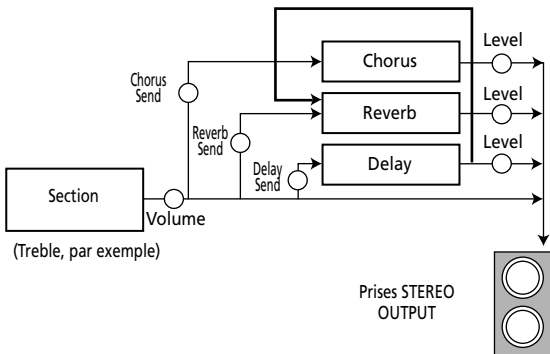 Level
Chorus
Chorus
Send
Level
Reverb
Reverb
Send
Level
Delay
Delay
Send
Section
Volume
(Treble, par exemple)
Prises STEREO
OUTPUT